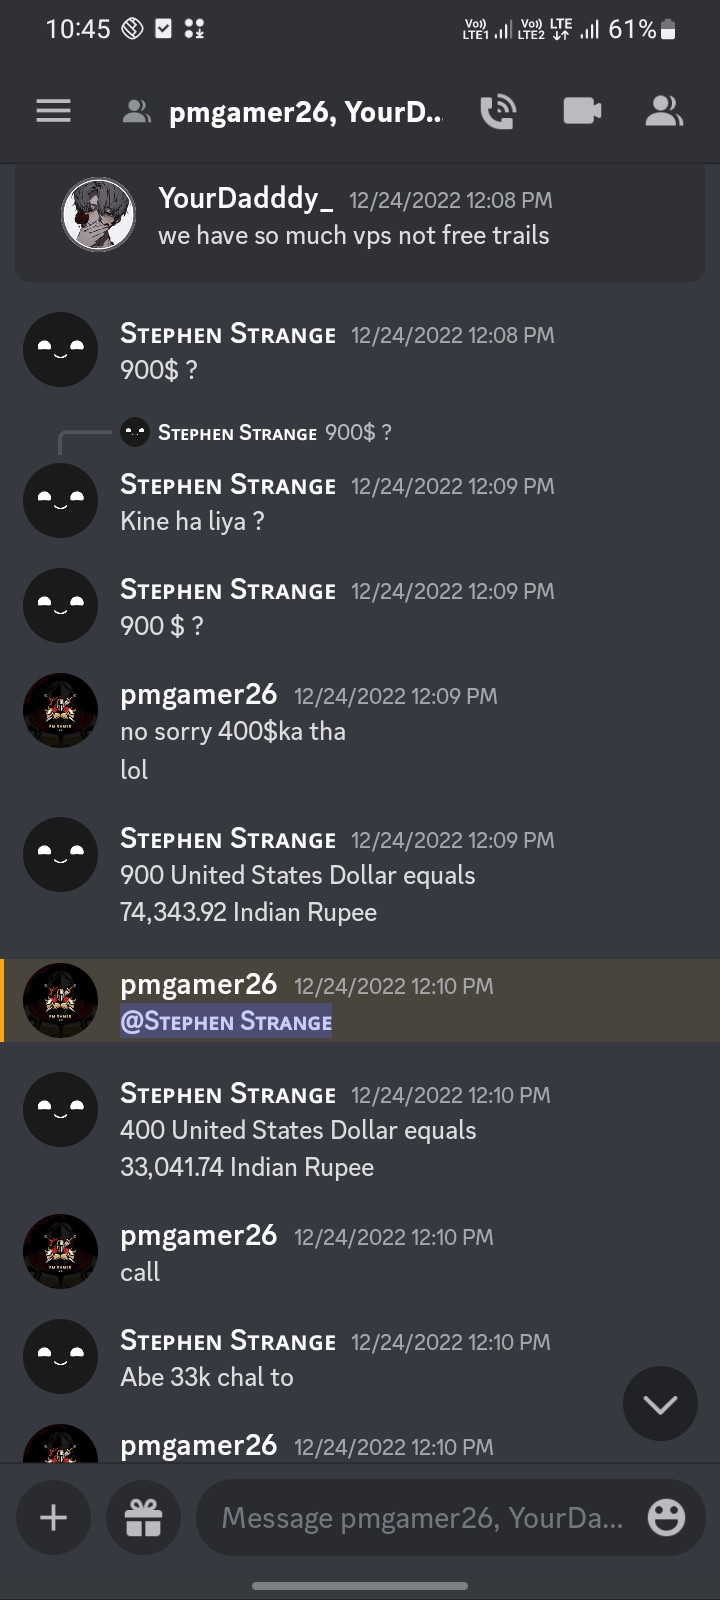 10:45
Vo)) LTE1 Vo)) LTE2 LTE 61%
pmgamer26, YourD...
YourDadddy_ 12/24/2022 12:08 PM
we have so much vps not free trails
Stephen Strange 12/24/2022 12:08 PM
900$ ?
Stephen Strange 900$ ?
Stephen Strange 12/24/2022 12:09 PM
Kine ha liya ?
Stephen Strange 12/24/2022 12:09 PM
900 $ ?
pmgamer26 12/24/2022 12:09 PM
no sorry 400$ka tha
lol
Stephen Strange 12/24/2022 12:09 PM
900 United States Dollar equals
74,343.92 Indian Rupee
pmgamer26 12/24/2022 12:10 PM
@Stephen Strange
Stephen Strange 12/24/2022 12:10 PM
400 United States Dollar equals
33,041.74 Indian Rupee
pmgamer26 12/24/2022 12:10 PM
call
Stephen Strange 12/24/2022 12:10 PM
Abe 33k chal to
pmgamer26 12/24/2022 12:10 PM
Message pmgamer26, YourDa...